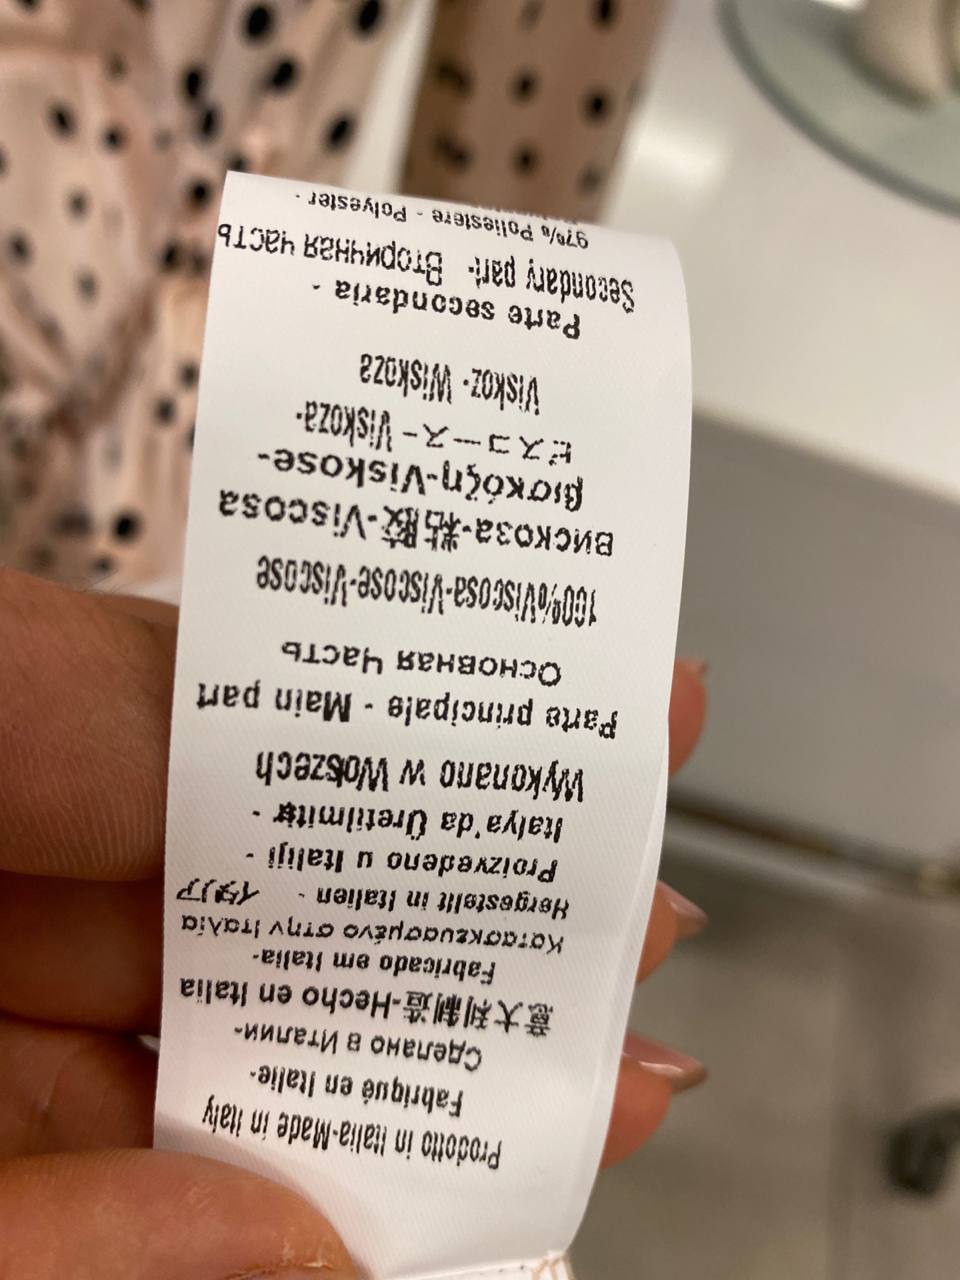 Prodotto in Italia-Made in Italy
Fabriqué en Italie-
Сделано в Италии-
意大利制造-Hecho en Italia
Fabricado em Italia-
Κατασκευασμένο στην Ιταλία
Hergestellt in Italien - イタリア
Proizvedeno u Italiji -
Italya'da Üretilmiştir -
Wykonano w Wołszech
Parte principale - Main part
Основная Часть
100%Viscosa-Viscose-Viscose
Вискоза-粘胶-Viscosa
βισκόζη-Viskose-
ビスコース- Viskoza-
Viskoz- Wiskoza
Parte secondaria -
Secondary part- Вторичная часть
97% Poliestere - Polyester -